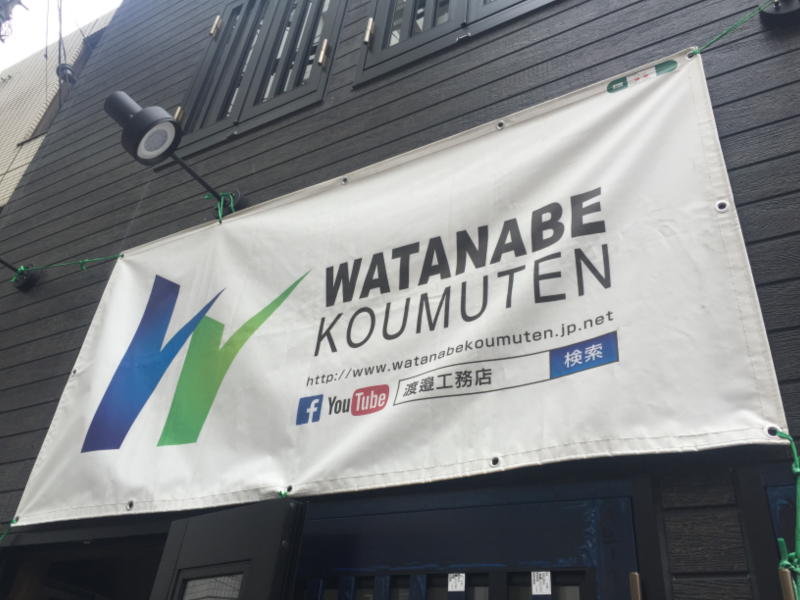 WATANABE
KOUMUTEN
http://www.watanabekoumuten.jp.net
f YouTube 渡邉工務店 検索